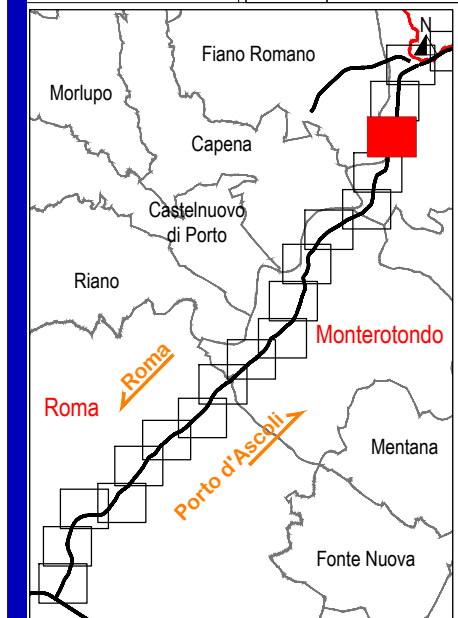 N
Fiano Romano
Morlupo
Capena
Castelnuovo
di Porto
Riano
Monterotondo
Roma
Roma
Porto d'Ascoli
Mentana
Fonte Nuova